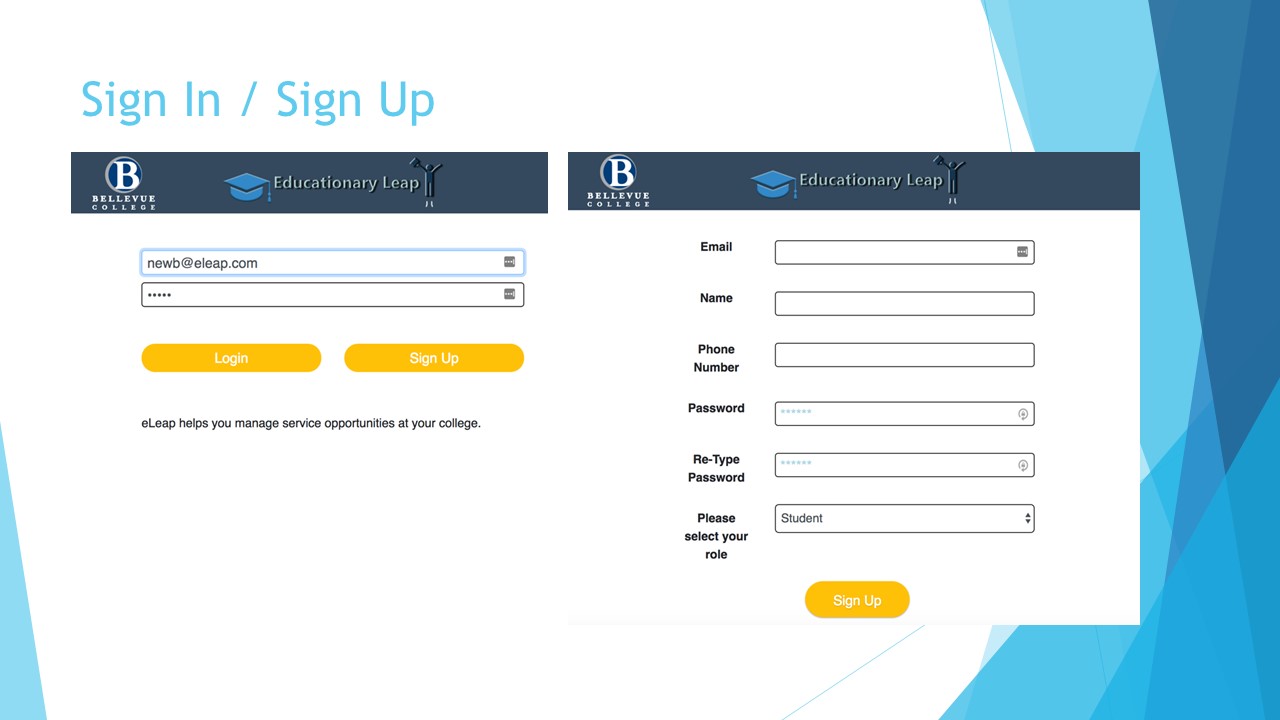 Sign In / Sign Up
B
BELLEVUE
COLLEGE
Educationary Leap
newb@eleap.com
•••••
Login
Sign Up
eLeap helps you manage service opportunities at your college.
B
BELLEVUE
COLLEGE
Educationary Leap
Email
Name
Phone
Number
Password
******
Re-Type
Password
******
Please
select your
role
Student
Sign Up